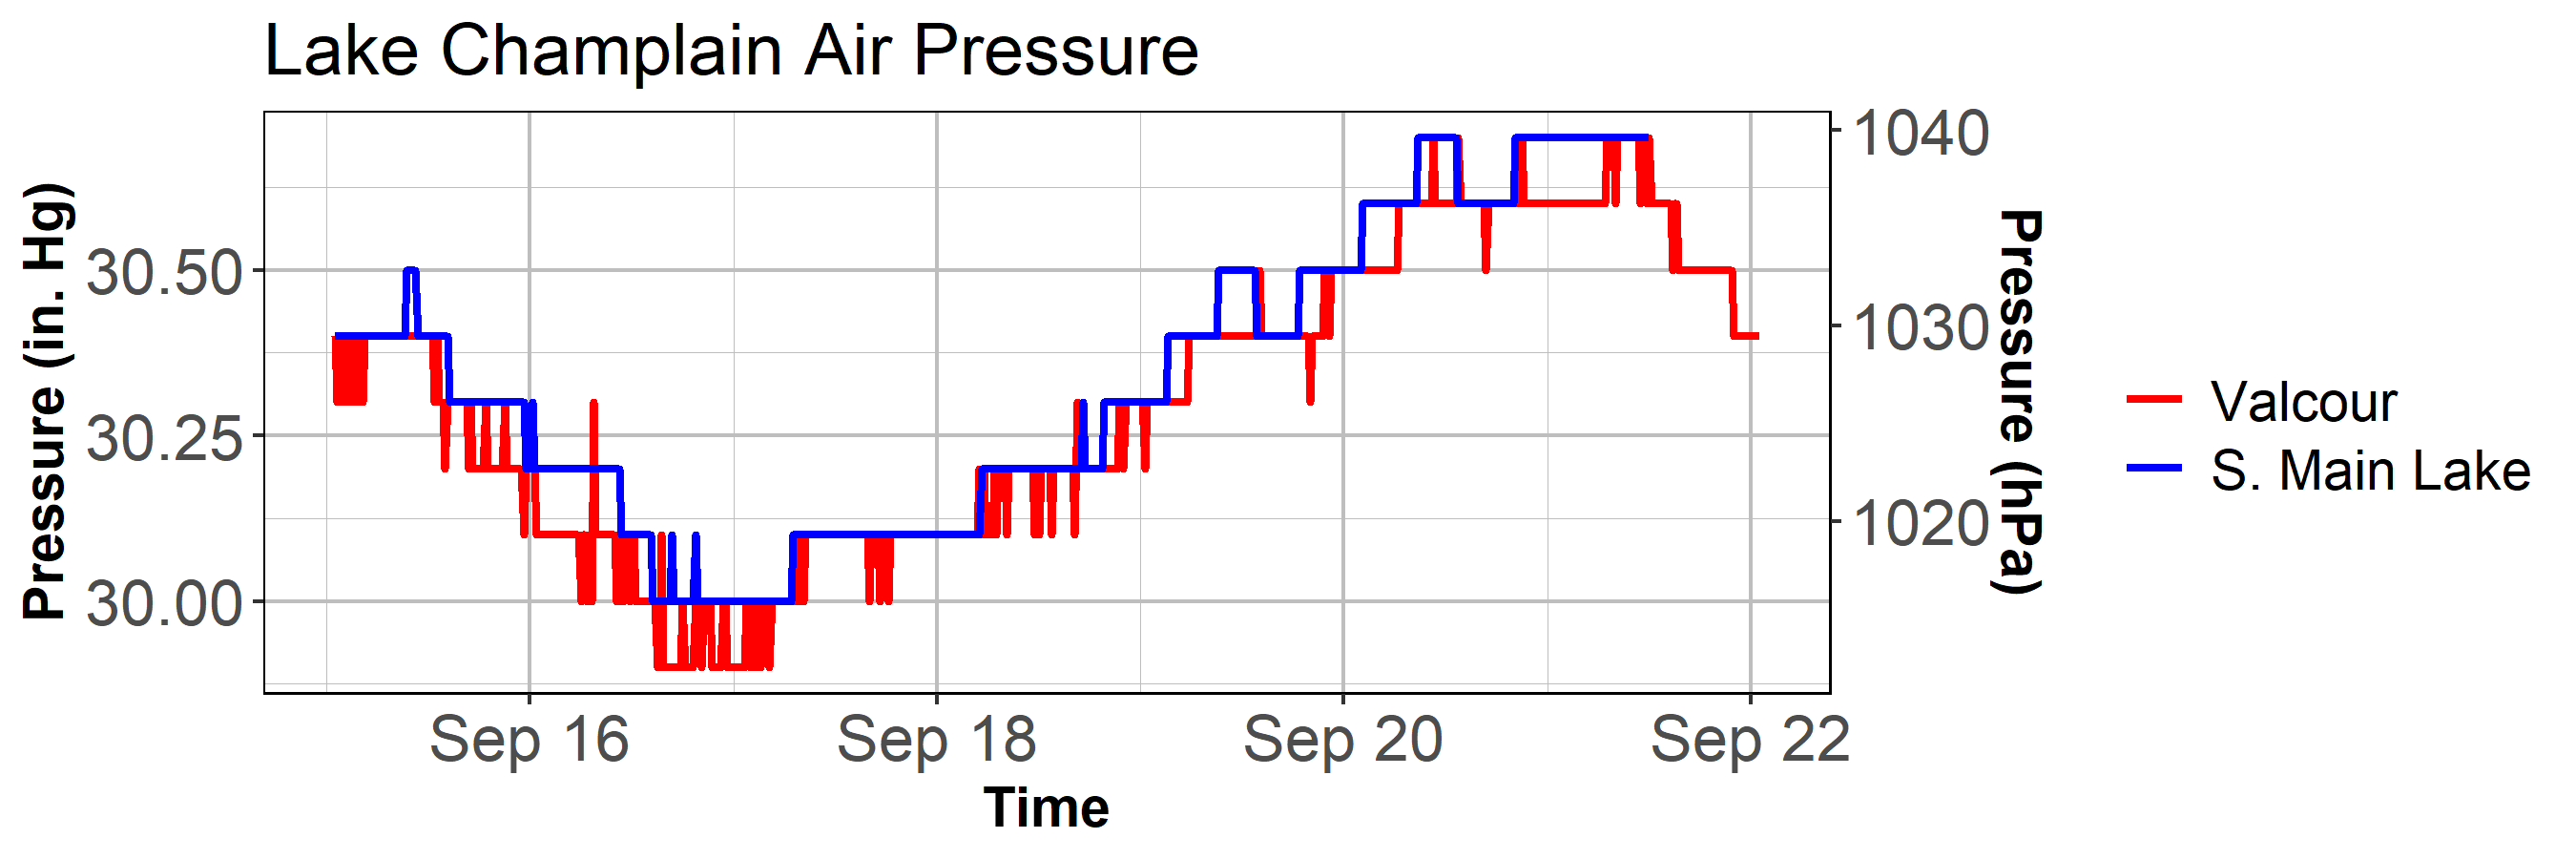 Lake Champlain Air Pressure
Pressure (in. Hg)
30.50
30.25
30.00
1040
1030
1020
Pressure (hPa)
Sep 16
Sep 18
Sep 20
Sep 22
Time
Valcour
S. Main Lake